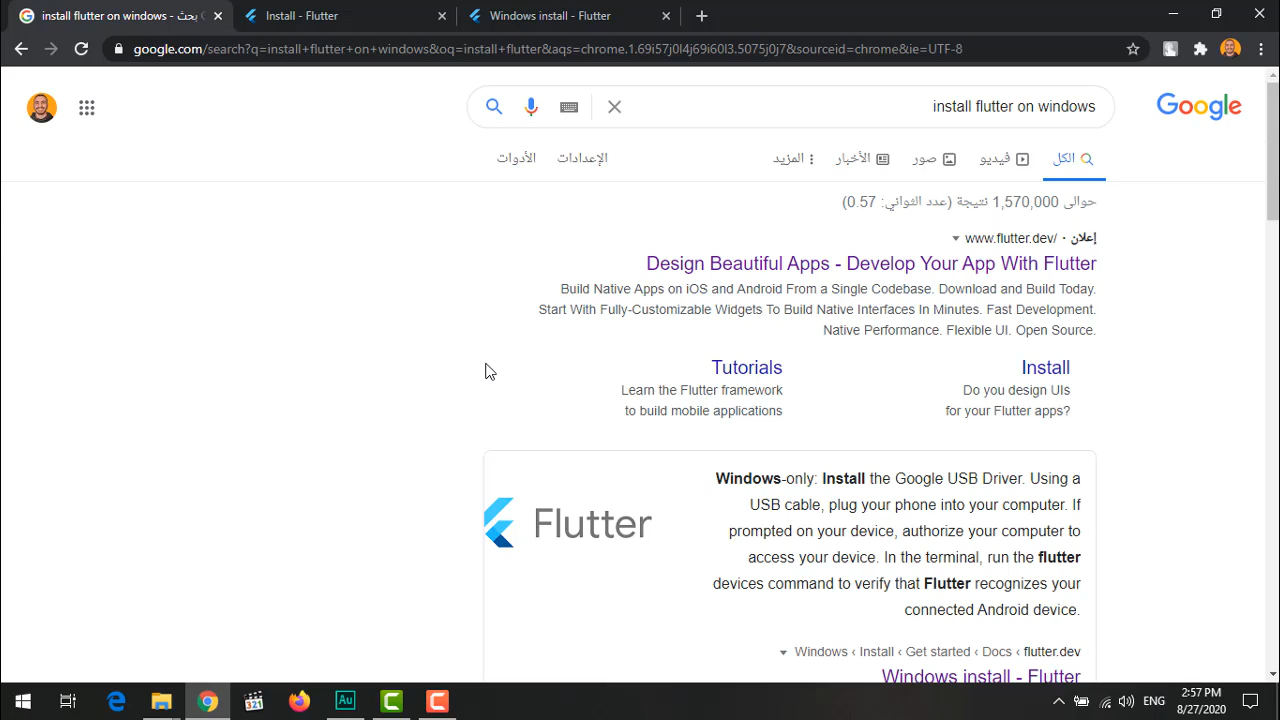 install flutter on windows - بحث
Install - Flutter
Windows install - Flutter
google.com/search?q=install+flutter+on+windows&oq=install+flutter&aqs=chrome.1.69i57j0l4j69i60l3.5075j0j7&sourceid=chrome&ie=UTF-8
install flutter on windows
Google
الكل
فيديو
صور
الأخبار
المزيد
الإعدادات
الأدوات
حوالى 1,570,000 نتيجة (عدد الثواني: 0.57)
إعلان · www.flutter.dev/
Design Beautiful Apps - Develop Your App With Flutter
Build Native Apps on iOS and Android From a Single Codebase. Download and Build Today.
Start With Fully-Customizable Widgets To Build Native Interfaces In Minutes. Fast Development.
Native Performance. Flexible UI. Open Source.
Install
Do you design UIs
for your Flutter apps?
Tutorials
Learn the Flutter framework
to build mobile applications
Windows-only: Install the Google USB Driver. Using a
USB cable, plug your phone into your computer. If
prompted on your device, authorize your computer to
access your device. In the terminal, run the flutter
devices command to verify that Flutter recognizes your
connected Android device.
Flutter
Windows ‹ Install ‹ Get started ‹ Docs ‹ flutter.dev
Windows install - Flutter
321
Au
C
C
ENG
2:57 PM
8/27/2020